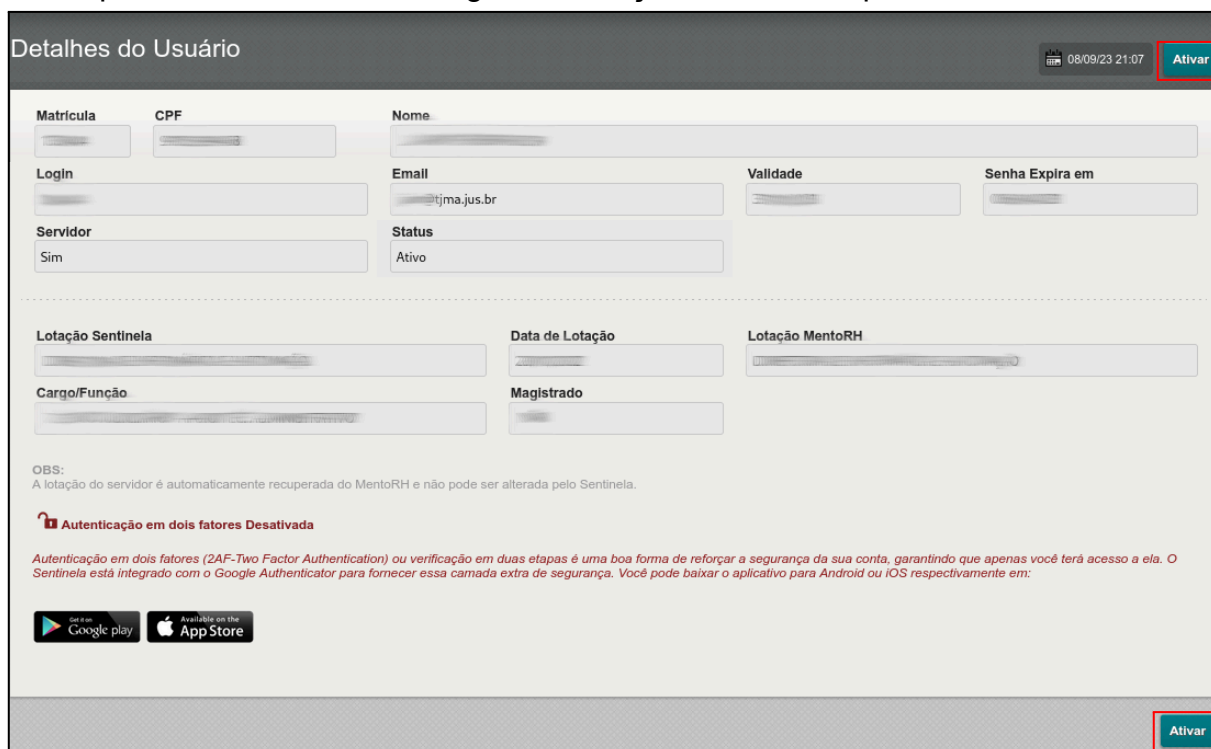 Detalhes do Usuário
08/09/23 21:07 Ativar
Matrícula CPF Nome
Login Email Validade Senha Expira em
tjma.jus.br
Servidor Status
Sim Ativo
Lotação Sentinela Data de Lotação Lotação MentoRH
Cargo/Função Magistrado
OBS:
A lotação do servidor é automaticamente recuperada do MentoRH e não pode ser alterada pelo Sentinela.
Autenticação em dois fatores Desativada
Autenticação em dois fatores (2AF-Two Factor Authentication) ou verificação em duas etapas é uma boa forma de reforçar a segurança da sua conta, garantindo que apenas você terá acesso a ela. O
Sentinela está integrado com o Google Authenticator para fornecer essa camada extra de segurança. Você pode baixar o aplicativo para Android ou iOS respectivamente em:
Get it on Available on the
Google play App Store
Ativar